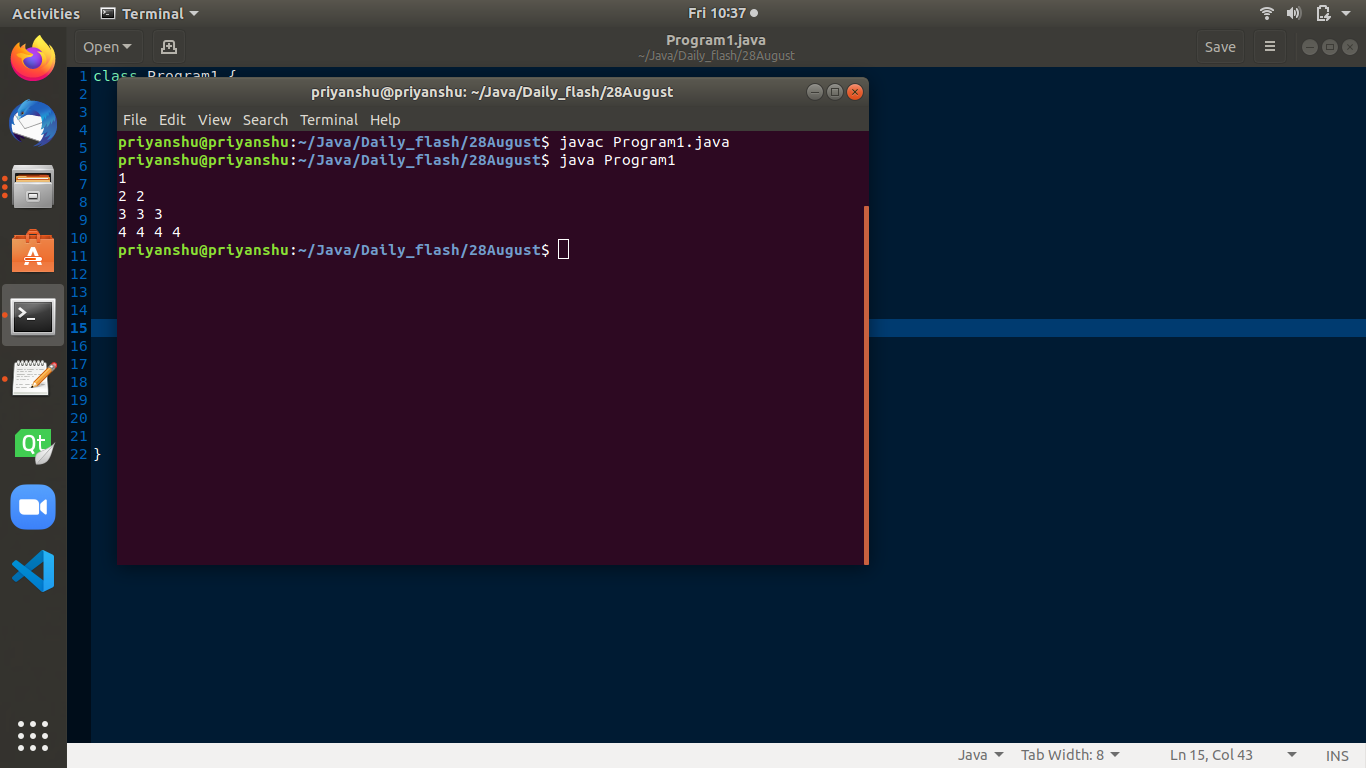 Activities Terminal Fri 10:37
Open Program1.java Save
~/Java/Daily_flash/28August
1 class Program1 {
priyanshu@priyanshu: ~/Java/Daily_flash/28August
File Edit View Search Terminal Help
priyanshu@priyanshu:~/Java/Daily_flash/28August$ javac Program1.java
priyanshu@priyanshu:~/Java/Daily_flash/28August$ java Program1
1
2 2
3 3 3
4 4 4 4
priyanshu@priyanshu:~/Java/Daily_flash/28August$
2
3
4
5
6
7
8
9
10
11
12
13
14
15
16
17
18
19
20
21
22 }
Qt
Java Tab Width: 8 Ln 15, Col 43 INS